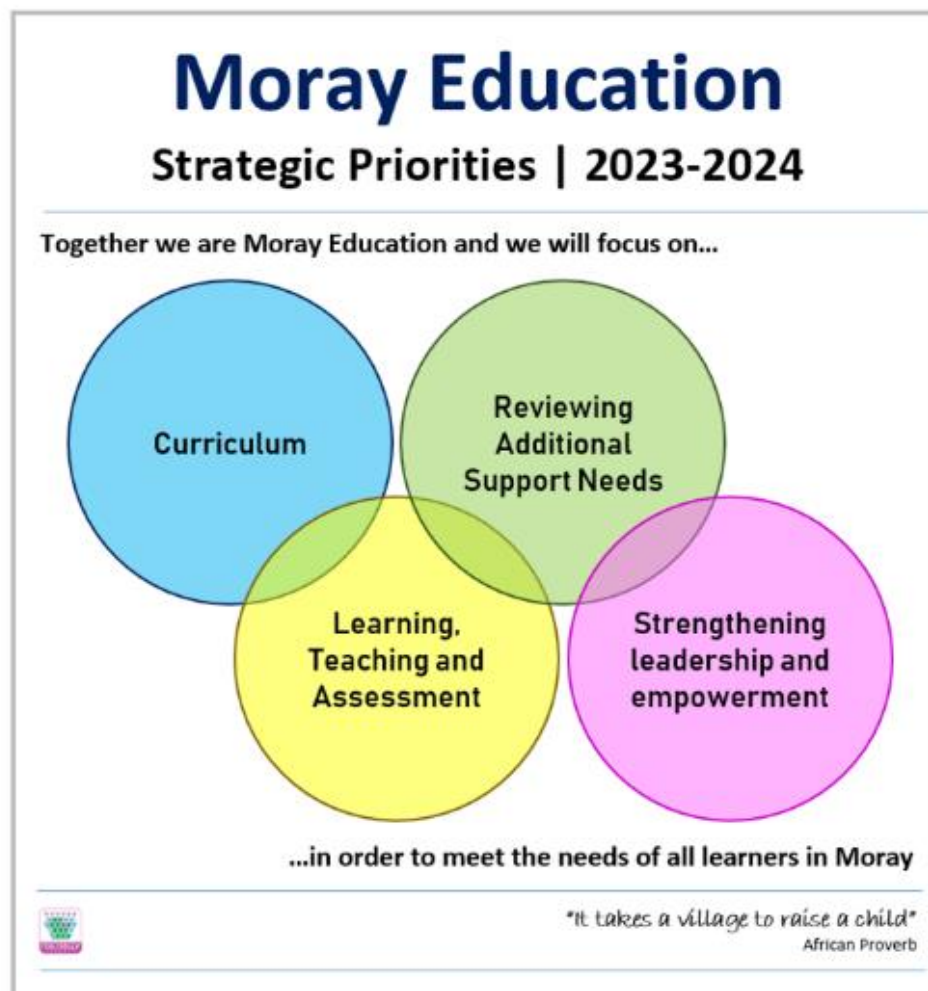 Moray Education
Strategic Priorities | 2023-2024
Together we are Moray Education and we will focus on...
Curriculum
Reviewing
Additional
Support Needs
Learning,
Teaching and
Assessment
Strengthening
leadership and
empowerment
...in order to meet the needs of all learners in Moray
"It takes a village to raise a child"
African Proverb